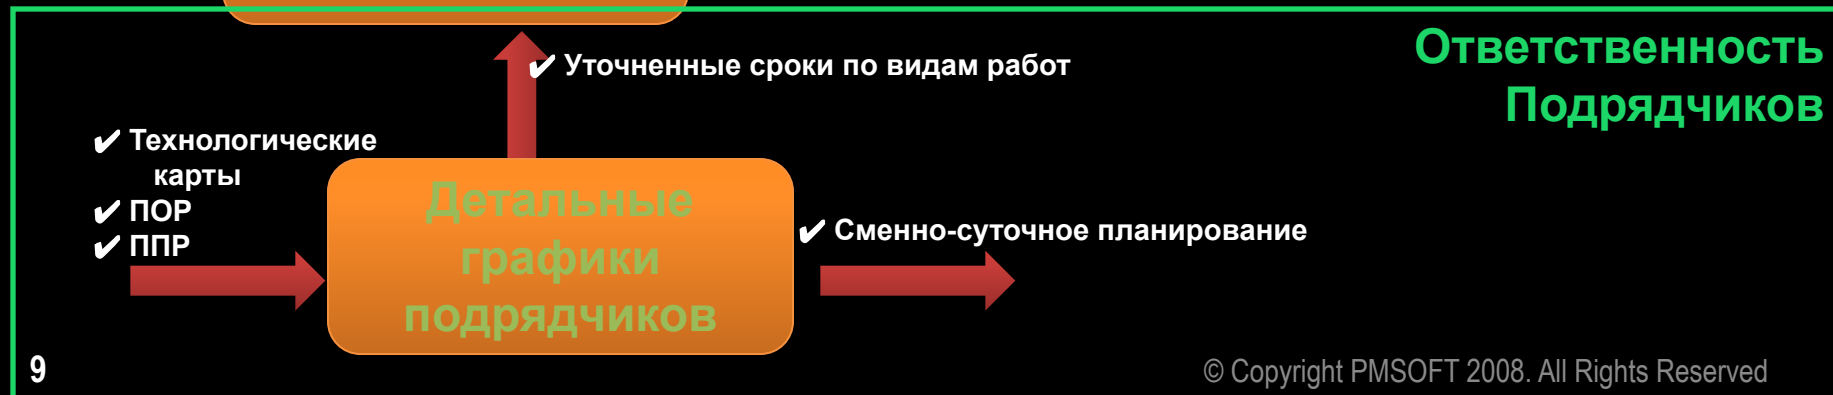 Ответственность
Подрядчиков
✔ Уточненные сроки по видам работ
✔ Технологические
карты
✔ ПОР
✔ ППР
Детальные
графики
подрядчиков
✔ Сменно-суточное планирование
9
© Copyright PMSOFT 2008. All Rights Reserved